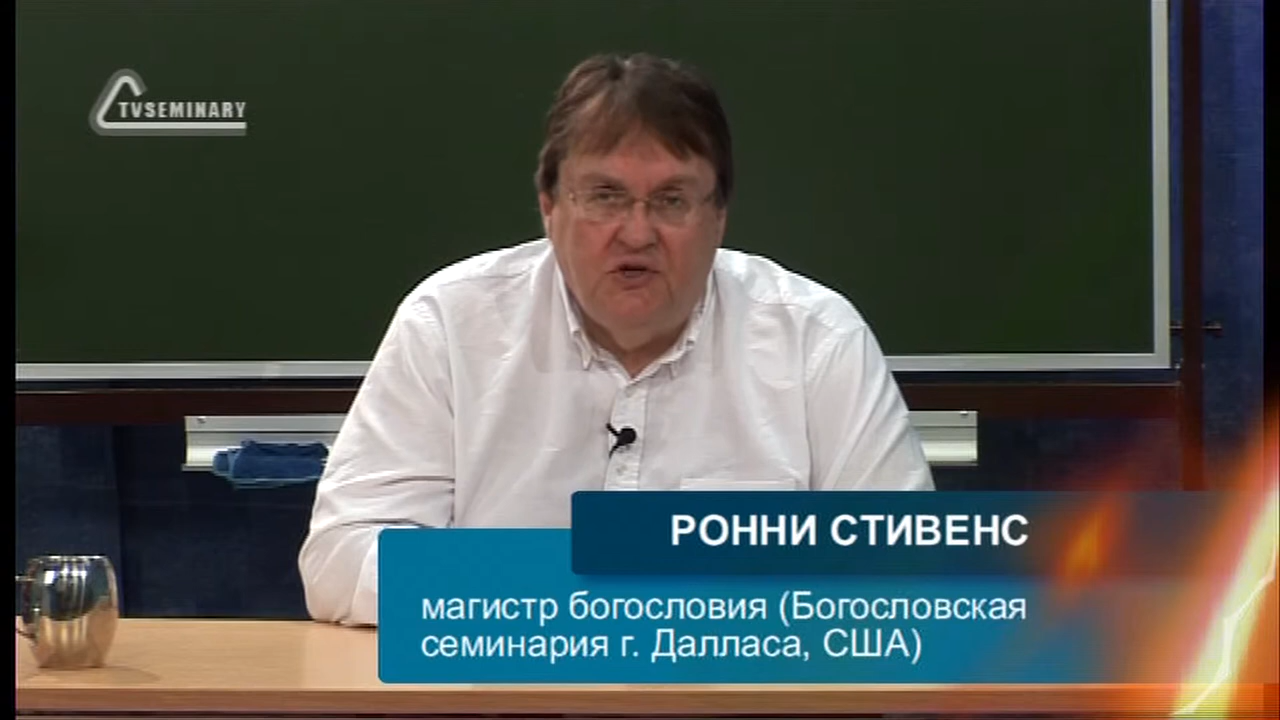 TVSEMINARY
РОННИ СТИВЕНС
магистр богословия (Богословская
семинария г. Далласа, США)